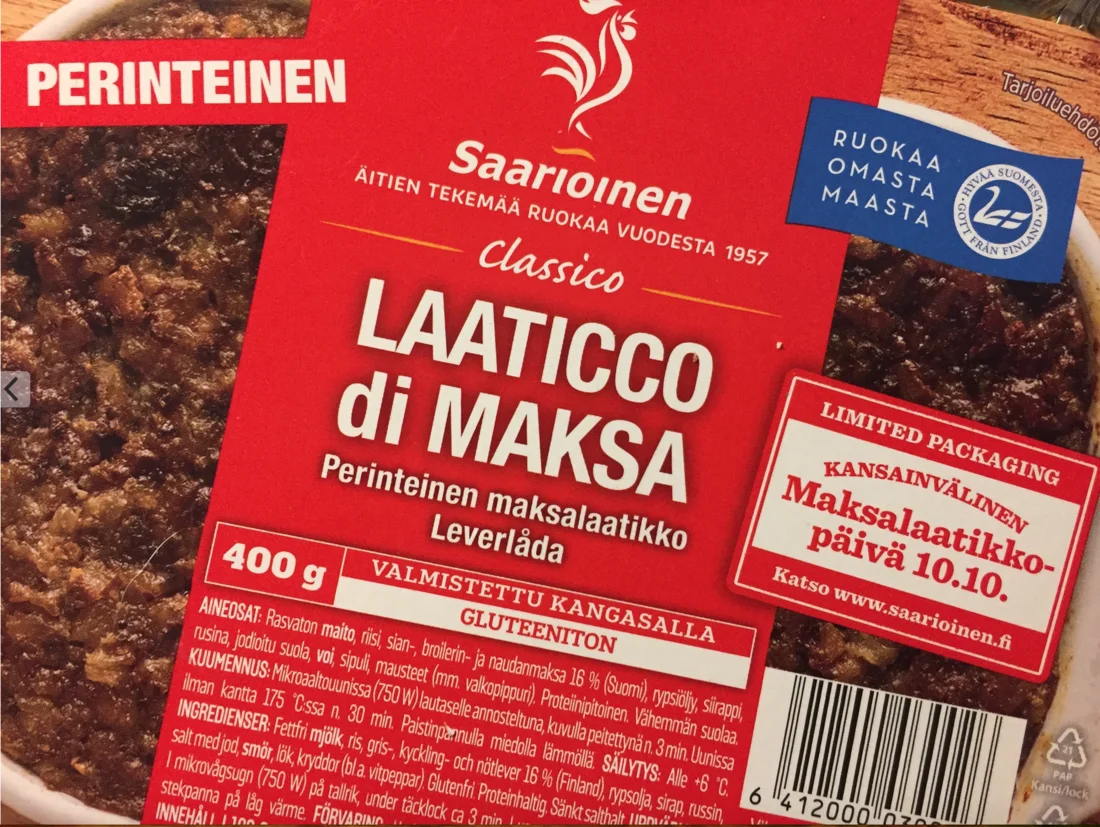 PERINTEINEN
Saarioinen
ÄITIEN TEKEMÄÄ RUOKAA VUODESTA 1957
Classico
LAATICCO
di MAKSA
Perinteinen maksalaatikko
Leverlåda
400 g
VALMISTETTU KANGASALLA
GLUTEENITON
AINEOSAT: Rasvaton maito, riisi, sian-, broilerin- ja naudanmaksa 16 % (Suomi), rypsiöljy, siirappi,
rusina, jodioitu suola, voi, sipuli, mausteet (mm. valkopippuri). Proteiinipitoinen. Vähemmän suolaa.
KUUMENNUS: Mikroaaltouunissa (750 W) lautaselle annosteltuna, kuvulla peitettynä n. 3 min. Uunissa
ilman kantta 175 °C:ssa n. 30 min. Paistinpannulla miedolla lämmöllä. SÄILYTYS: Alle +6 °C.
INGREDIENSER: Fettfri mjölk, ris, gris-, kyckling- och nötlever 16 % (Finland), rypsolja, sirap, russin,
salt med jod, smör, lök, kryddor (bl.a. vitpeppar). Glutenfri. Proteinhaltig. Sänkt salthalt.
I mikrovågsugn (750 W) på tallrik, under täcklock ca 3 min.
stekpanna på låg värme. FÖRVARING
INNEHÅLL
Tarjoiluehdot
RUOKAA
OMASTA
MAASTA
HYVÄÄ SUOMESTA
GOTT FRÅN FINLAND
LIMITED PACKAGING
KANSAINVÄLINEN
Maksalaatikko-
päivä 10.10.
Katso www.saarioinen.fi
6 412000
21
PAP
Kansi/lock